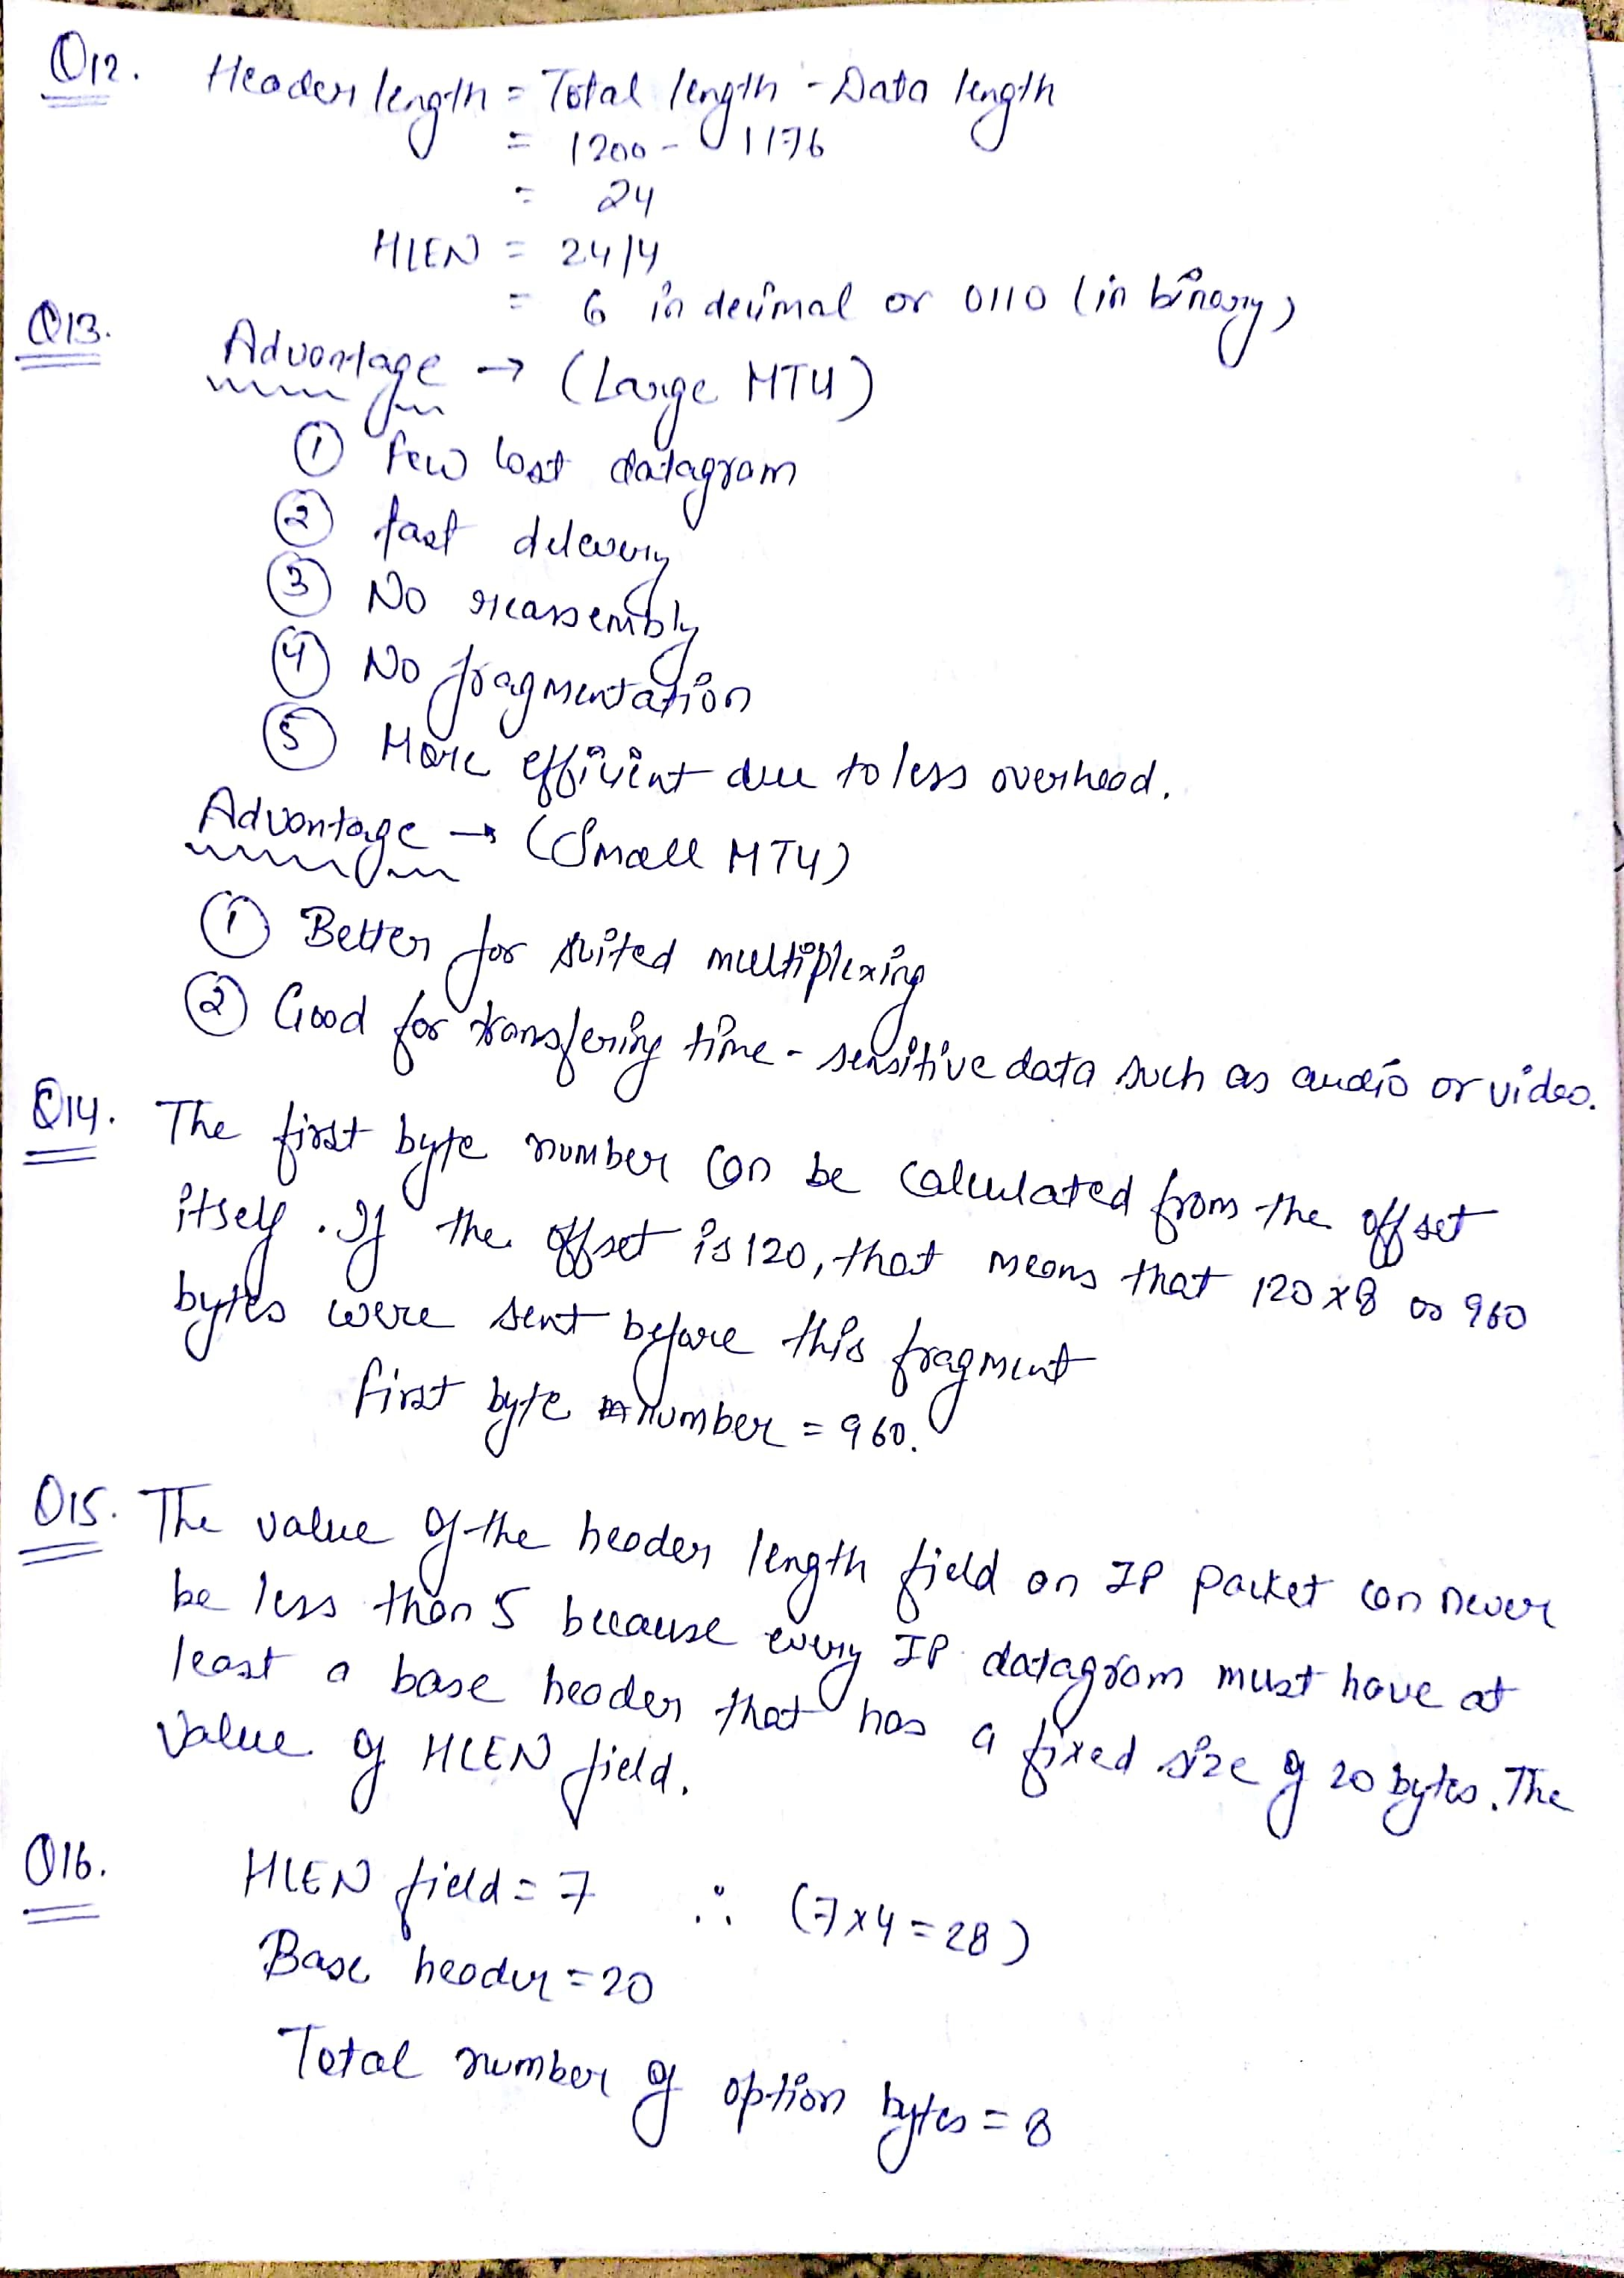 Q12. Header length = Total length - Data length
= 1200 - 1176
= 24
HLEN = 24/4
= 6 in decimal or 0110 (in binary)
Q13. Advantage → (Large MTU)
① few lost datagram
② fast delevery
③ No reassembly
④ No fragmentation
⑤ More efficient due to less overhead.
Advantage → (Small MTU)
① Better for suited multiplexing
② Good for transfering time-sensitive data such as audio or video.
Q14. The first byte number can be calculated from the offset
itself. If the offset is 120, that means that 120 x 8 or 960
bytes were sent before this fragment
first byte number = 960.
Q15. The value of the header length field on IP packet can never
be less than 5 because every IP datagram must have at
least a base header that has a fixed size of 20 bytes. The
Value of HLEN field.
Q16. HLEN field = 7 ∴ (7x4 = 28)
Base header = 20
Total number of option bytes = 8